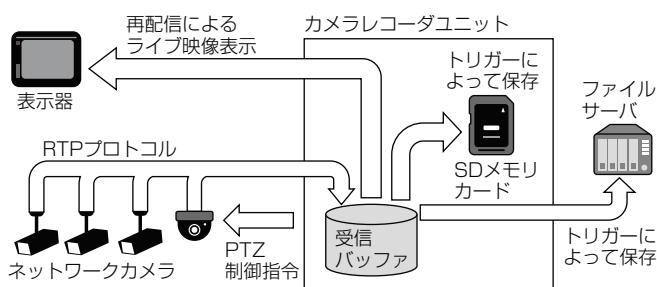 再配信による
ライブ映像表示
カメラレコーダユニット
トリガーに
よって保存
ファイル
サーバ
表示器
RTPプロトコル
SDメモリ
カード
受信
バッファ
PTZ
制御指令
ネットワークカメラ
トリガーに
よって保存